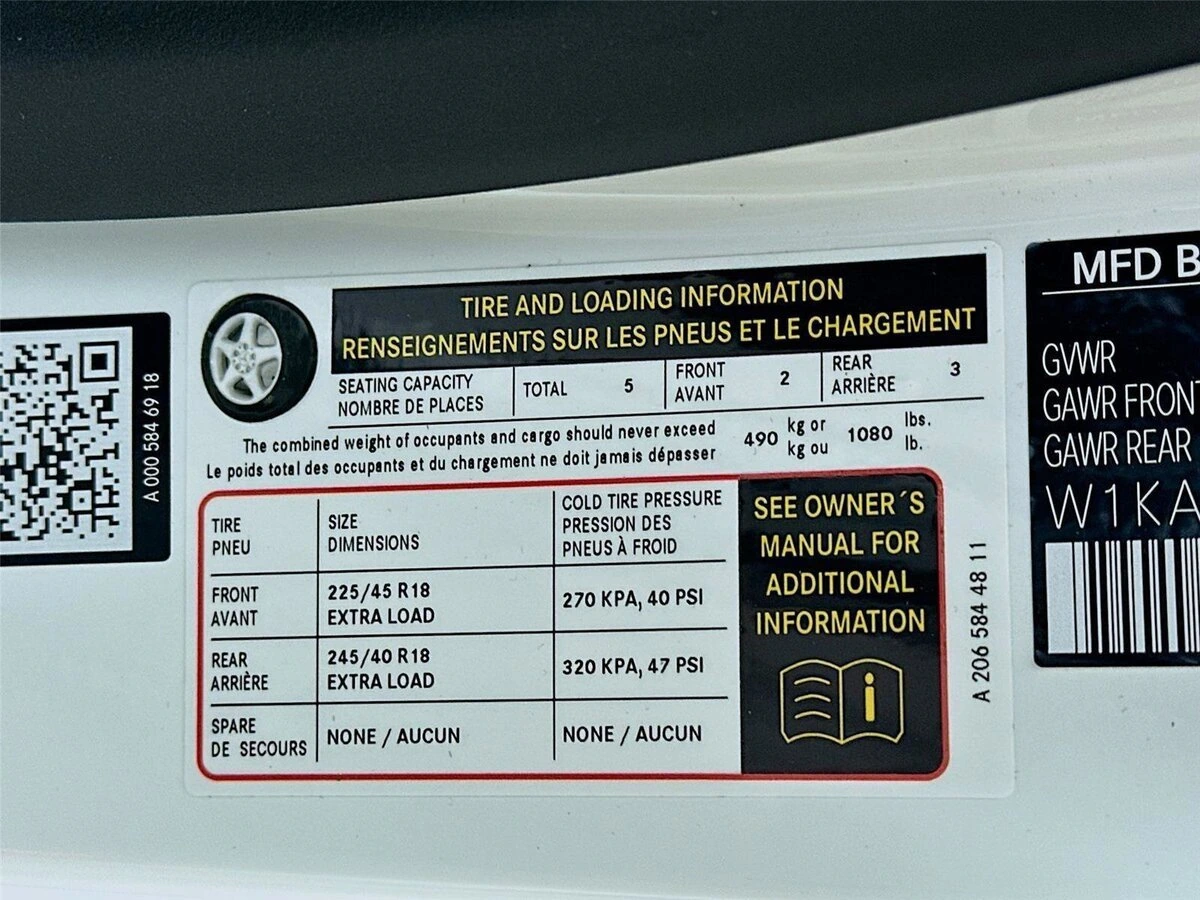 A 000 584 69 18
TIRE AND LOADING INFORMATION
RENSEIGNEMENTS SUR LES PNEUS ET LE CHARGEMENT
SEATING CAPACITY
NOMBRE DE PLACES
TOTAL 5
FRONT
AVANT
2
REAR
ARRIÈRE
3
The combined weight of occupants and cargo should never exceed
Le poids total des occupants et du chargement ne doit jamais dépasser
490 kg or
kg ou
1080 lbs.
lb.
TIRE
PNEU
SIZE
DIMENSIONS
COLD TIRE PRESSURE
PRESSION DES
PNEUS À FROID
FRONT
AVANT
225/45 R18
EXTRA LOAD
270 KPA, 40 PSI
REAR
ARRIÈRE
245/40 R18
EXTRA LOAD
320 KPA, 47 PSI
SPARE
DE SECOURS
NONE / AUCUN
NONE / AUCUN
SEE OWNER´S
MANUAL FOR
ADDITIONAL
INFORMATION
i
A 206 584 48 11
MFD B
GVWR
GAWR FRONT
GAWR REAR
W1KA